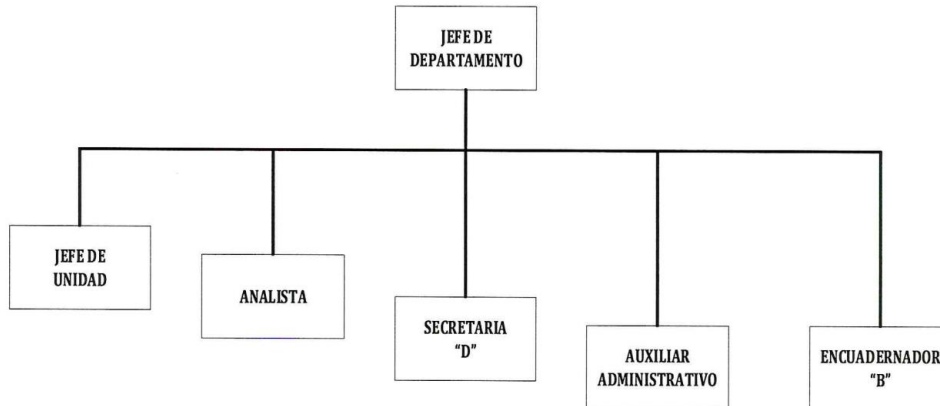 JEFE DE
DEPARTAMENTO
JEFE DE
UNIDAD
ANALISTA
SECRETARIA
“D”
AUXILIAR
ADMINISTRATIVO
ENCUADERNADOR
“B”